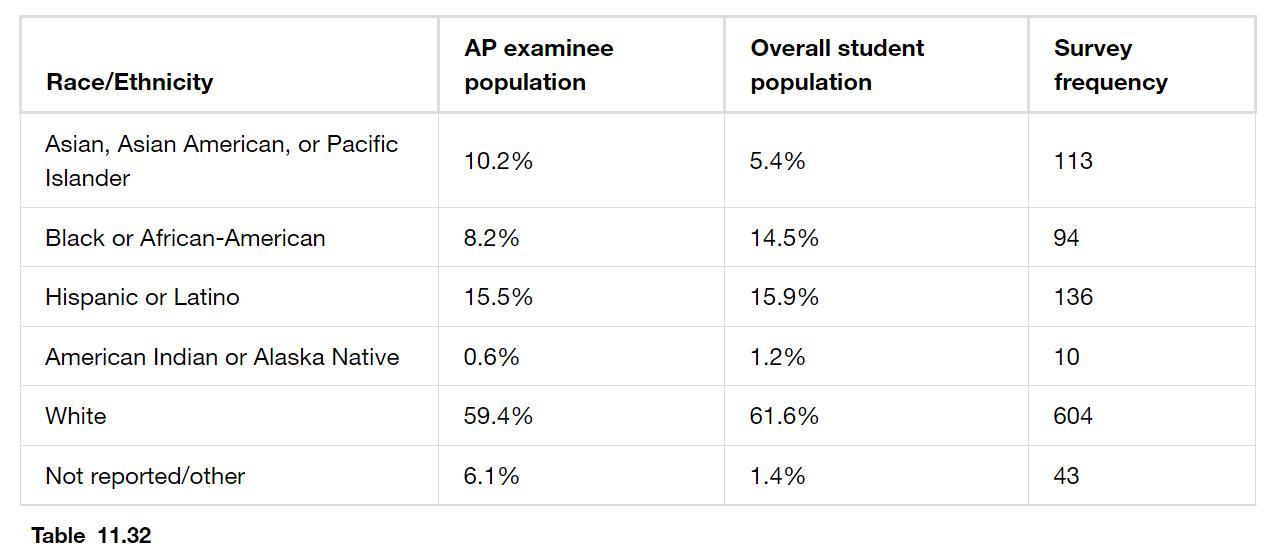 Race/Ethnicity
AP examinee
population
Overall student
population
Survey
frequency
Asian, Asian American, or Pacific
Islander
10.2%
5.4%
113
Black or African-American
8.2%
14.5%
94
Hispanic or Latino
15.5%
15.9%
136
American Indian or Alaska Native
0.6%
1.2%
10
White
59.4%
61.6%
604
Not reported/other
6.1%
1.4%
43
Table 11.32